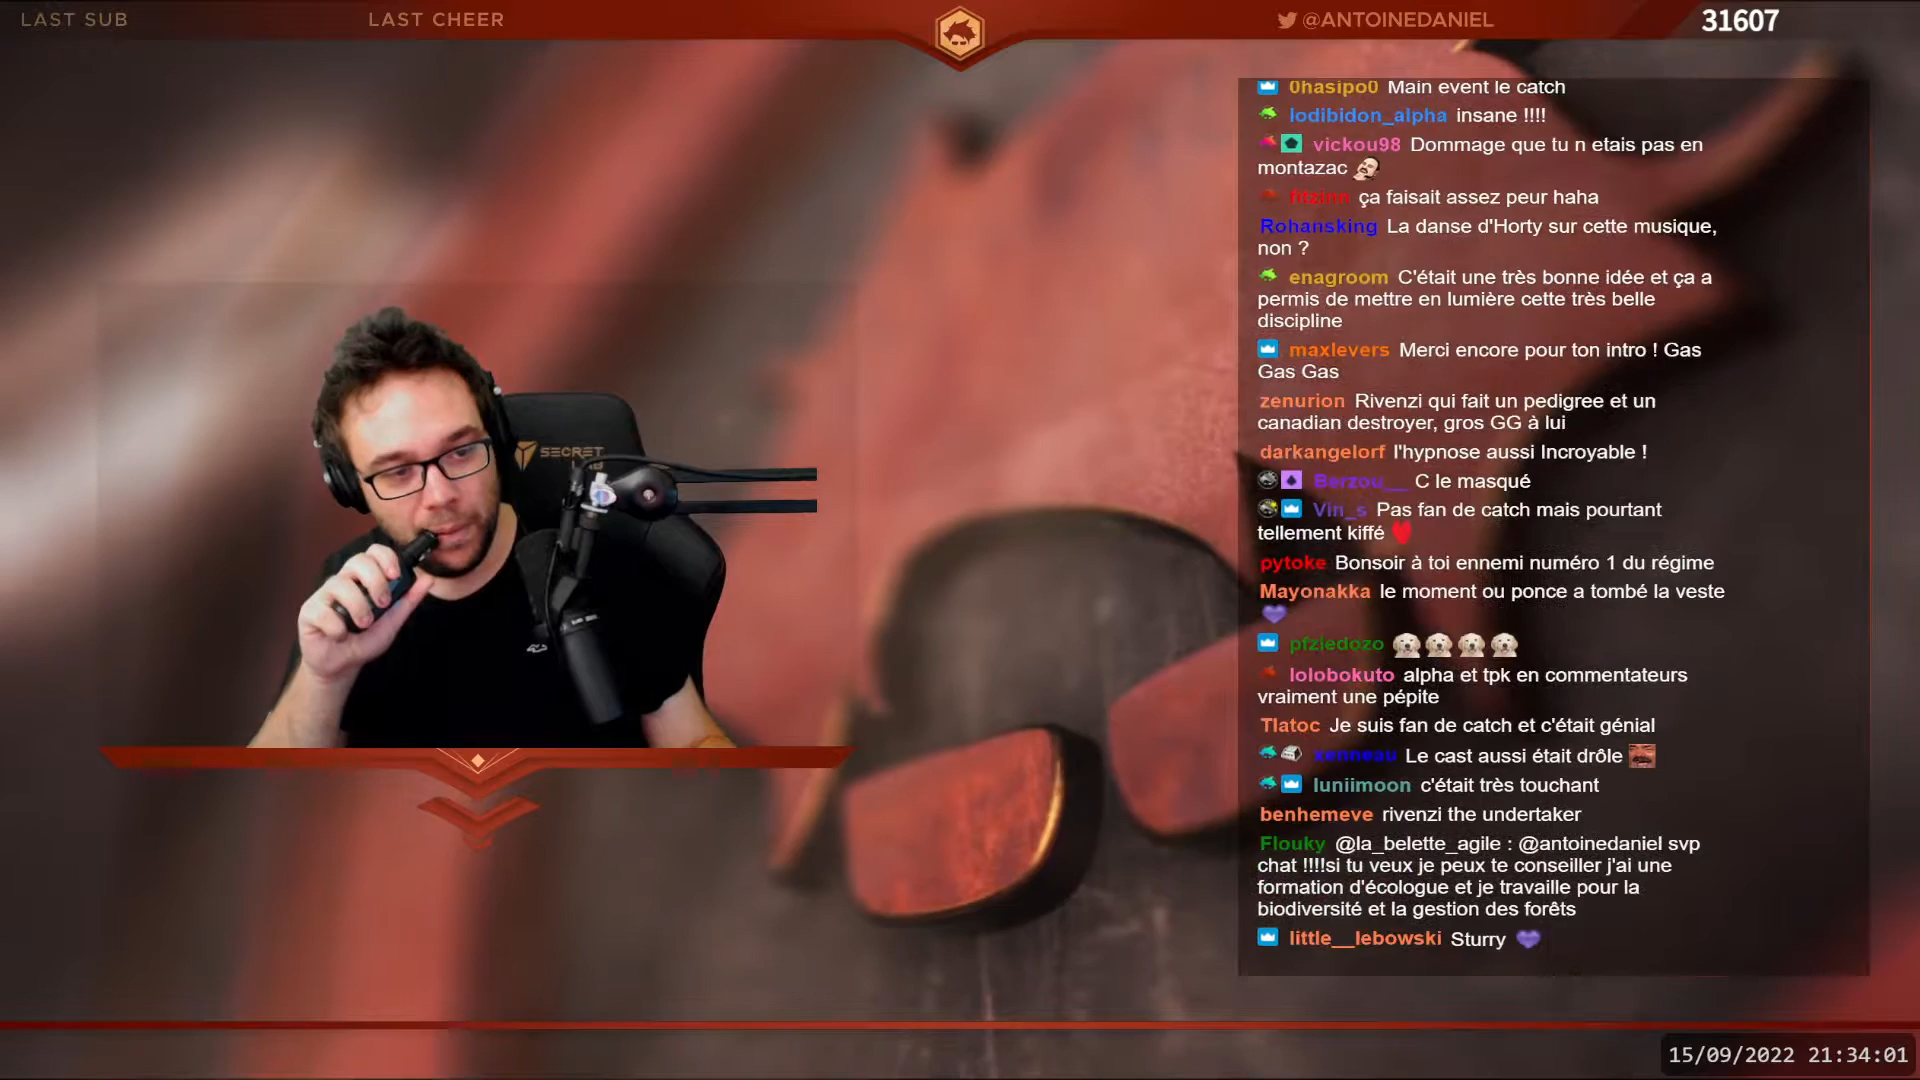 LAST SUB
LAST CHEER
@ANTOINEDANIEL
31607
0hasipo0 Main event le catch
lodibidon_alpha insane !!!!
vickou98 Dommage que tu n etais pas en
montazac
fitzinn ça faisait assez peur haha
Rohansking La danse d'Horty sur cette musique,
non ?
enagroom C'était une très bonne idée et ça a
permis de mettre en lumière cette très belle
discipline
maxlevers Merci encore pour ton intro ! Gas
Gas Gas
zenurion Rivenzi qui fait un pedigree et un
canadian destroyer, gros GG à lui
darkangelorf l'hypnose aussi Incroyable !
Berzou__ C le masqué
Vin_s Pas fan de catch mais pourtant
tellement kiffé
pytoke Bonsoir à toi ennemi numéro 1 du régime
Mayonakka le moment ou ponce a tombé la veste
pfzledozo
lolobokuto alpha et tpk en commentateurs
vraiment une pépite
Tlatoc Je suis fan de catch et c'était génial
xenneau Le cast aussi était drôle
luniimoon c'était très touchant
benhemeve rivenzi the undertaker
Flouky @la_belette_agile : @antoinedaniel svp
chat !!!!si tu veux je peux te conseiller j'ai une
formation d'écologue et je travaille pour la
biodiversité et la gestion des forêts
little__lebowski Sturry
SECRET
LAB
15/09/2022 21:34:01